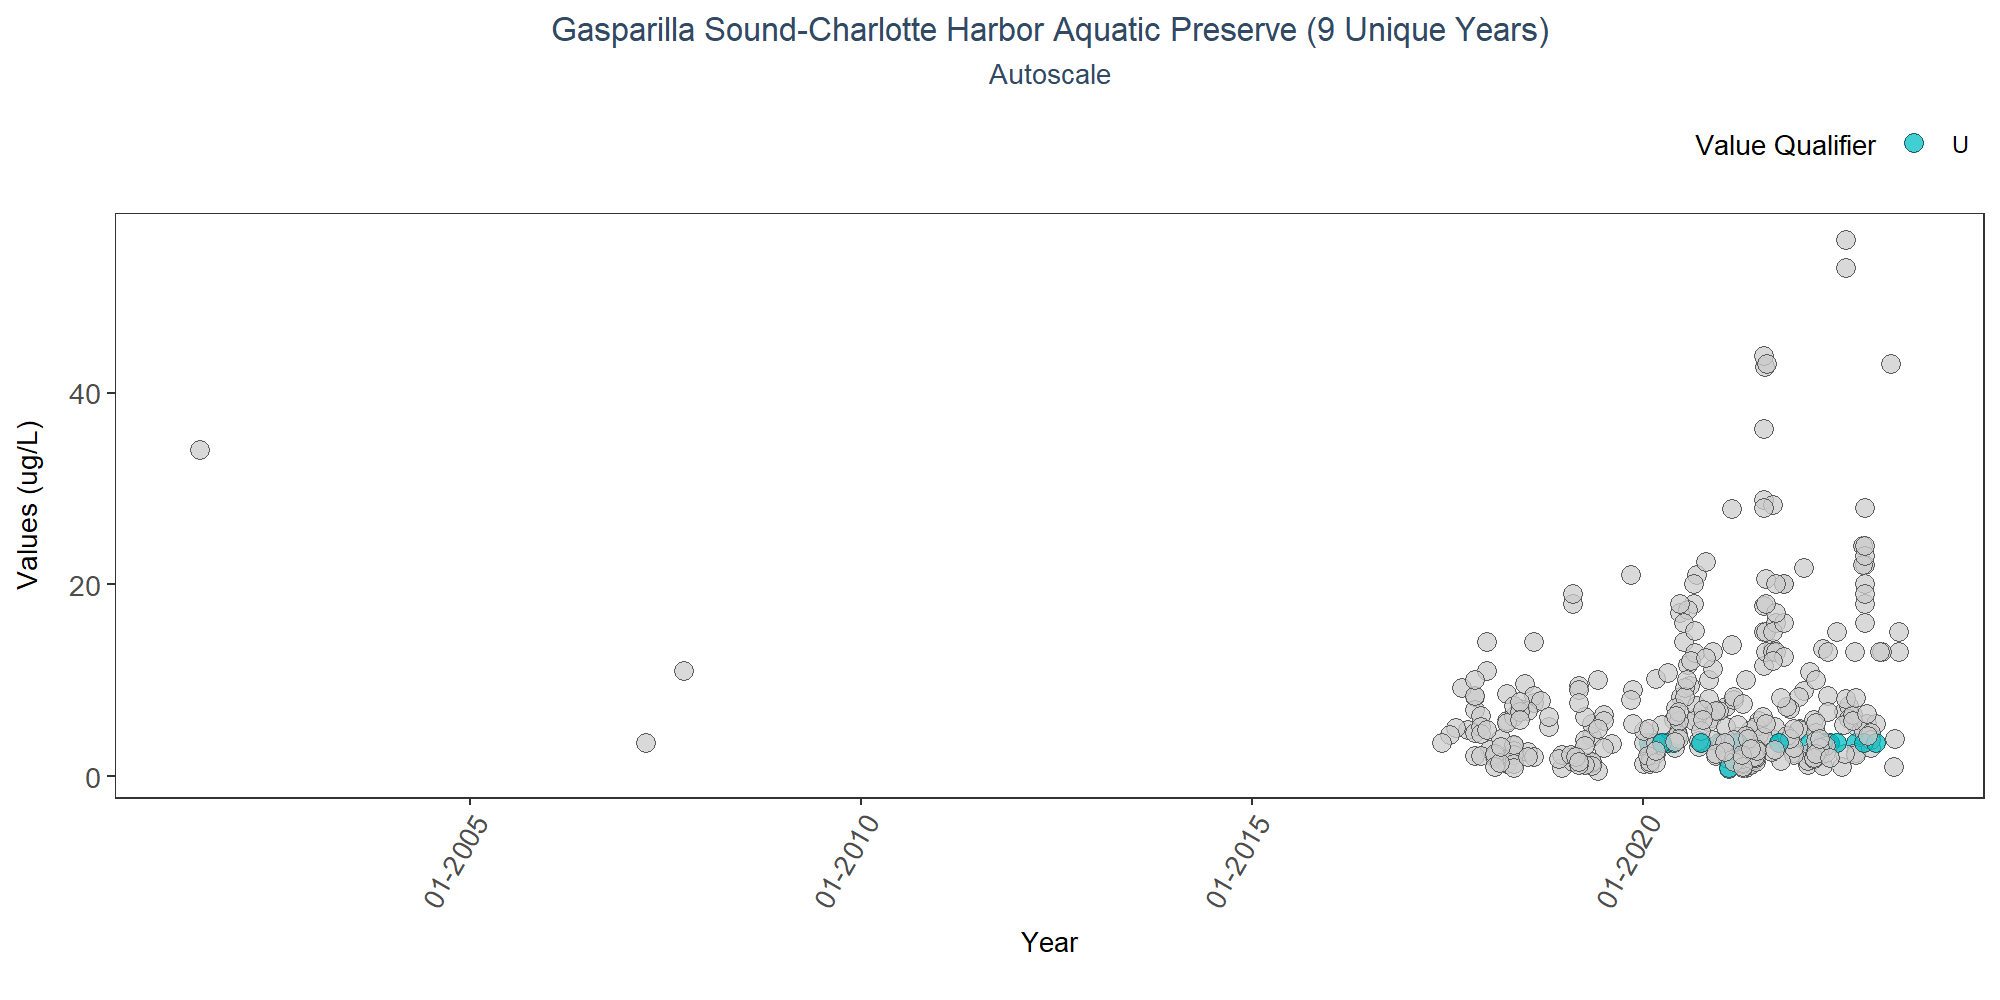 Gasparilla Sound-Charlotte Harbor Aquatic Preserve (9 Unique Years)
Autoscale
Value Qualifier U
Values (ug/L)
40
20
0
01-2005
01-2010
01-2015
01-2020
Year